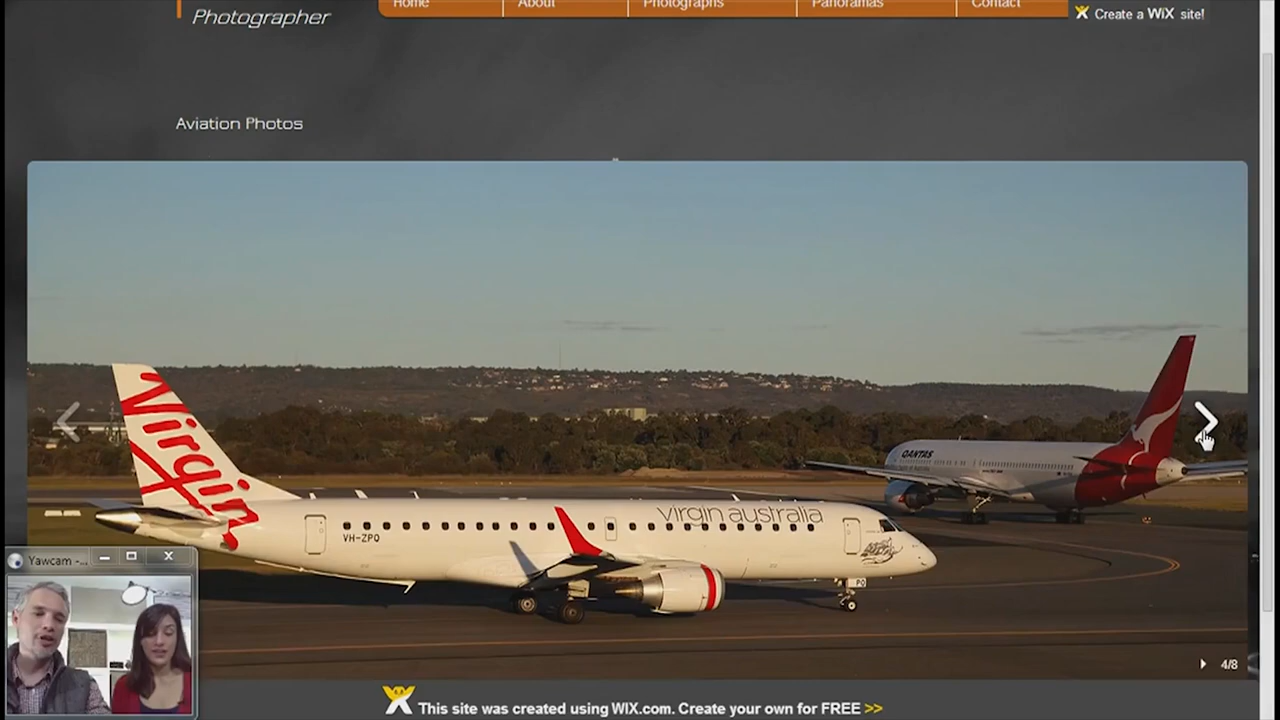 Home About Photographs Panoramas Contact
Photographer
Create a WiX site!
Aviation Photos
Virgin
QANTAS
virgin australia
VH-ZPQ
PQ
Yawcam -...
4/8
This site was created using WIX.com. Create your own for FREE >>